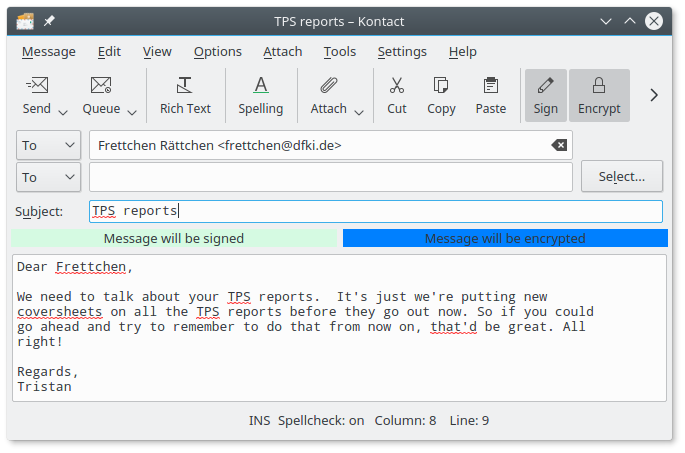 TPS reports – Kontact
Message Edit View Options Attach Tools Settings Help
Send Queue Rich Text Spelling Attach Cut Copy Paste Sign Encrypt
To Frettchen Rättchen <frettchen@dfki.de>
To Select...
Subject: TPS reports
Message will be signed Message will be encrypted
Dear Frettchen,
We need to talk about your TPS reports.  It's just we're putting new
coversheets on all the TPS reports before they go out now. So if you could
go ahead and try to remember to do that from now on, that'd be great. All
right!
Regards,
Tristan
INS Spellcheck: on Column: 8 Line: 9